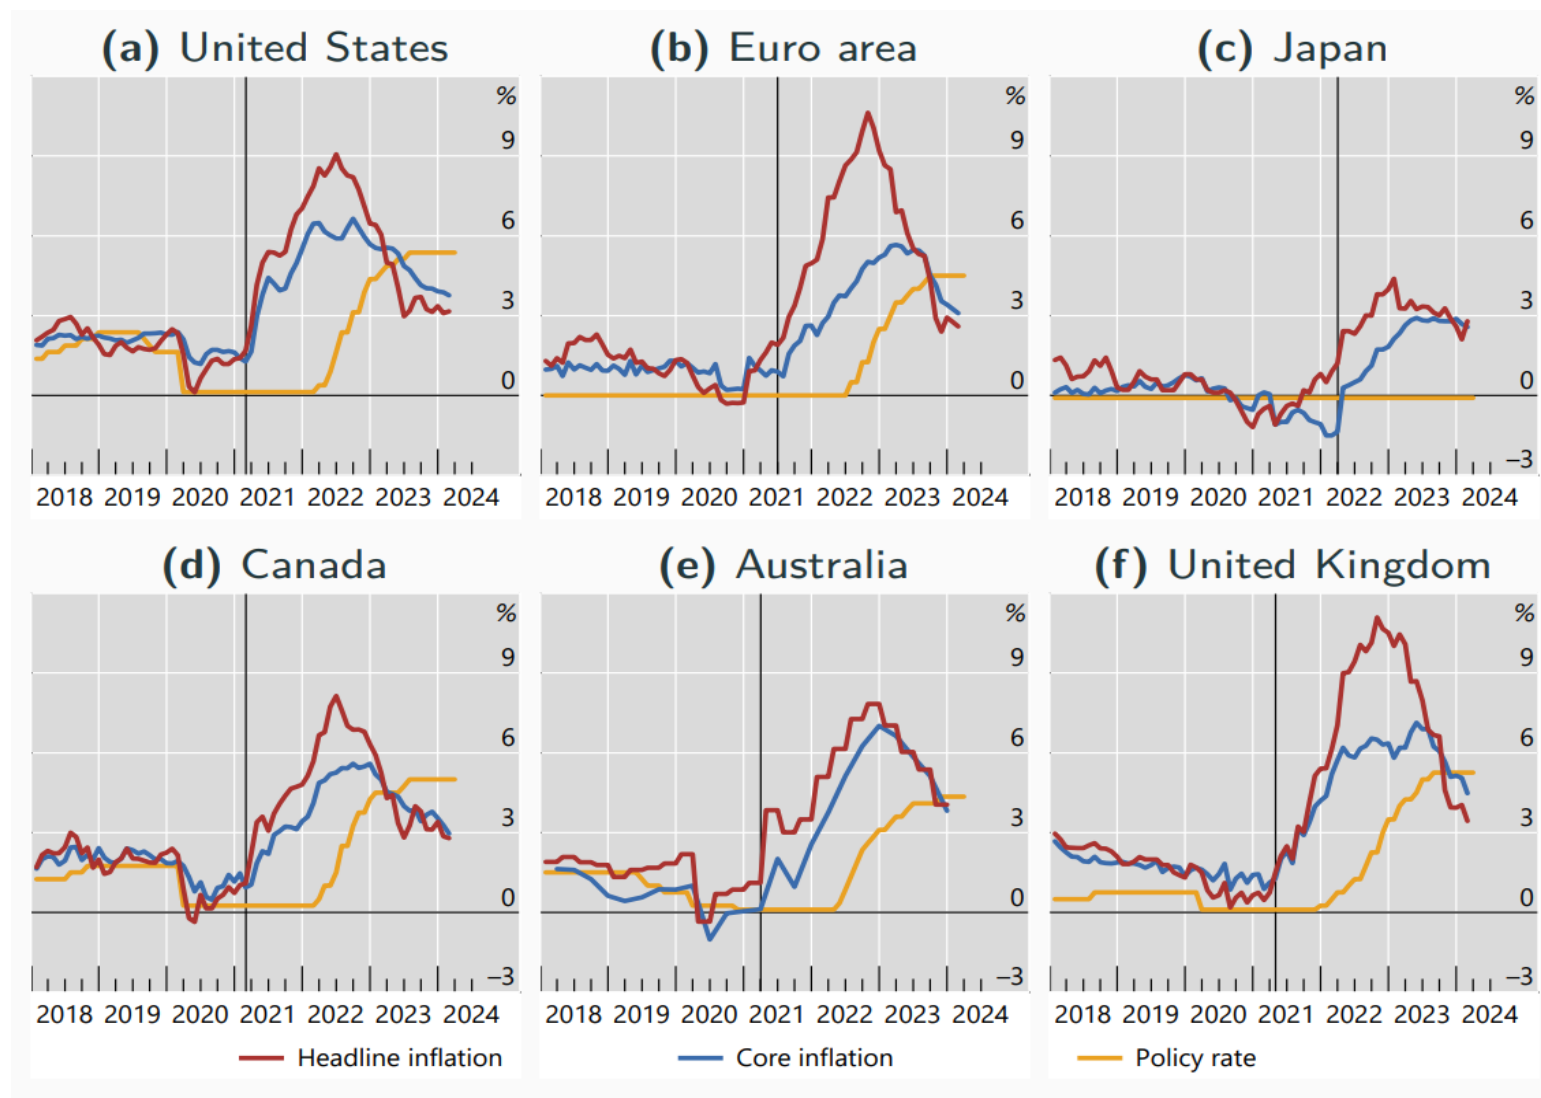 (a) United States (b) Euro area (c) Japan
% % %
9 9 9
6 6 6
3 3 3
0 0 0
−3
2018 2019 2020 2021 2022 2023 2024 2018 2019 2020 2021 2022 2023 2024 2018 2019 2020 2021 2022 2023 2024
(d) Canada (e) Australia (f) United Kingdom
% % %
9 9 9
6 6 6
3 3 3
0 0 0
−3 −3 −3
2018 2019 2020 2021 2022 2023 2024 2018 2019 2020 2021 2022 2023 2024 2018 2019 2020 2021 2022 2023 2024
Headline inflation Core inflation Policy rate